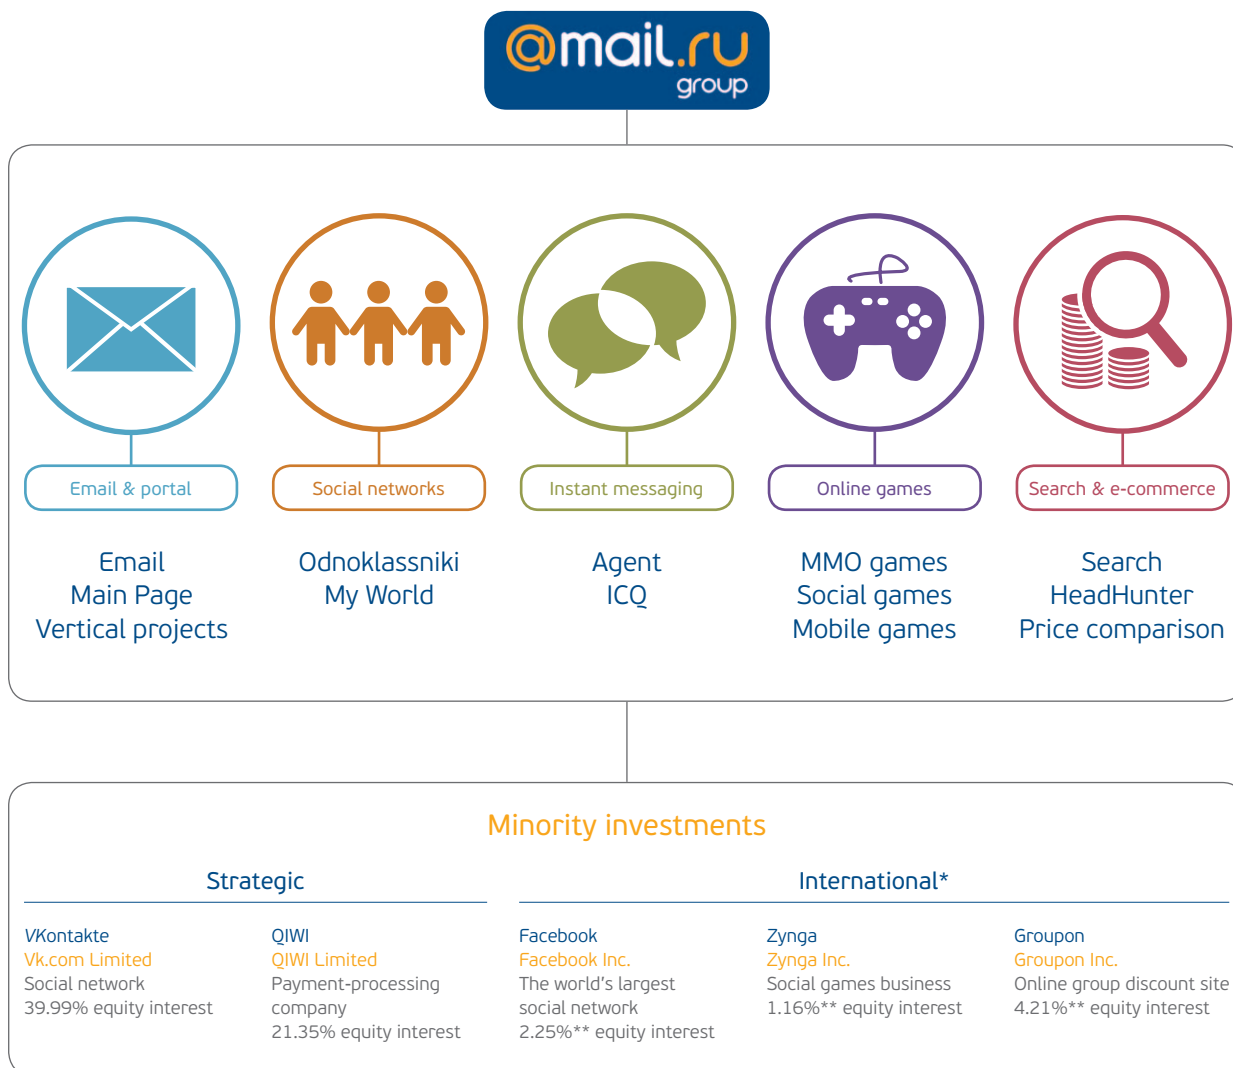 @mail.ru
group
Email & portal
Social networks
Instant messaging
Online games
Search & e-commerce
Email
Main Page
Vertical projects
Odnoklassniki
My World
Agent
ICQ
MMO games
Social games
Mobile games
Search
HeadHunter
Price comparison
Minority investments
Strategic
VKontakte
Vk.com Limited
Social network
39.99% equity interest
QIWI
QIWI Limited
Payment-processing
company
21.35% equity interest
International*
Facebook
Facebook Inc.
The world's largest
social network
2.25%** equity interest
Zynga
Zynga Inc.
Social games business
1.16%** equity interest
Groupon
Groupon Inc.
Online group discount site
4.21%** equity interest